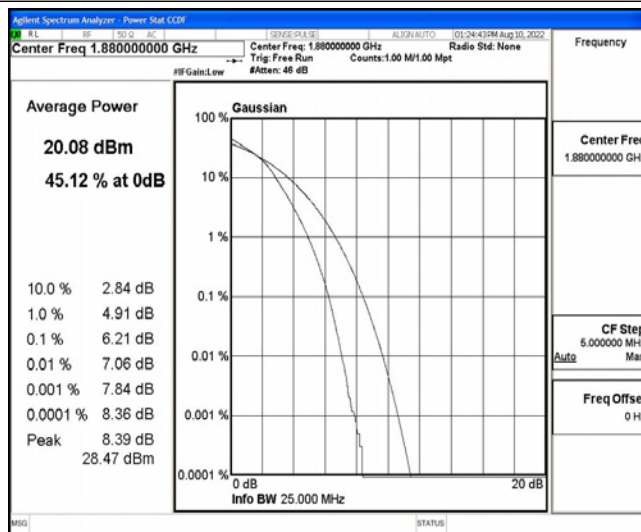 Agilent Spectrum Analyzer - Power Stat CCDF
RL RF 50 Ω AC SENSE:PULSE ALIGN AUTO 01:24:43 PM Aug 10, 2022
Center Freq 1.880000000 GHz
Center Freq: 1.880000000 GHz Radio Std: None
Trig: Free Run Counts:1.00 M/1.00 Mpt
#IFGain:Low #Atten: 46 dB
Frequency
Average Power
20.08 dBm
45.12 % at 0dB
10.0 % 2.84 dB
1.0 % 4.91 dB
0.1 % 6.21 dB
0.01 % 7.06 dB
0.001 % 7.84 dB
0.0001 % 8.36 dB
Peak 8.39 dB
28.47 dBm
Gaussian
100 %
10 %
1 %
0.1 %
0.01 %
0.001 %
0.0001 %
0 dB 20 dB
Info BW 25.000 MHz
Center Freq
1.880000000 GH
CF Step
5.000000 MH
Auto Ma
Freq Offse
0 H
MSG STATUS